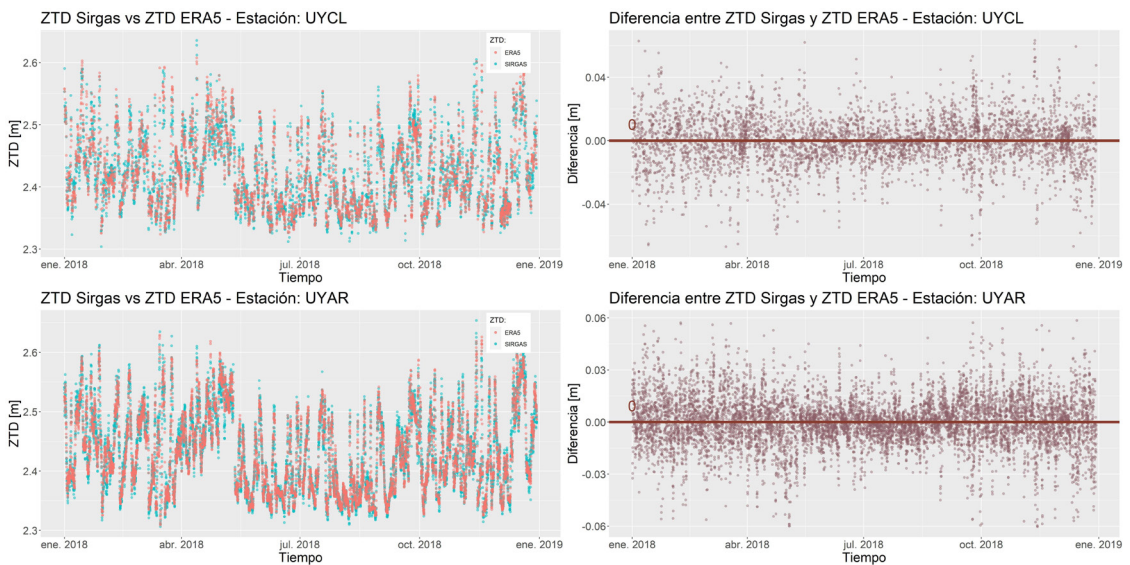 ZTD Sirgas vs ZTD ERA5 - Estación: UYCL
ZTD [m]
2.6
2.5
2.4
2.3
ZTD:
ERA5
SIRGAS
ene. 2018
abr. 2018
jul. 2018
oct. 2018
ene. 2019
Tiempo
Diferencia entre ZTD Sirgas y ZTD ERA5 - Estación: UYCL
Diferencia [m]
0.04
0.00
-0.04
0
ene. 2018
abr. 2018
jul. 2018
oct. 2018
ene. 2019
Tiempo
ZTD Sirgas vs ZTD ERA5 - Estación: UYAR
ZTD [m]
2.6
2.5
2.4
2.3
ZTD:
ERA5
SIRGAS
ene. 2018
abr. 2018
jul. 2018
oct. 2018
ene. 2019
Tiempo
Diferencia entre ZTD Sirgas y ZTD ERA5 - Estación: UYAR
Diferencia [m]
0.06
0.03
0.00
-0.03
-0.06
0
ene. 2018
abr. 2018
jul. 2018
oct. 2018
ene. 2019
Tiempo